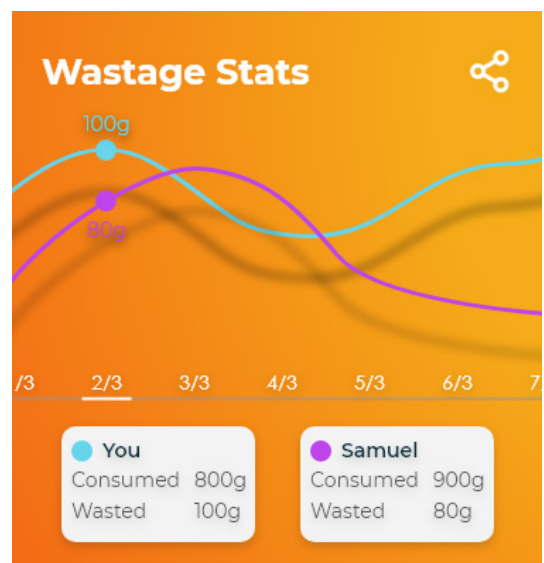 Wastage Stats
100g
80g
/3 2/3 3/3 4/3 5/3 6/3 7/
You
Consumed 800g
Wasted 100g
Samuel
Consumed 900g
Wasted 80g